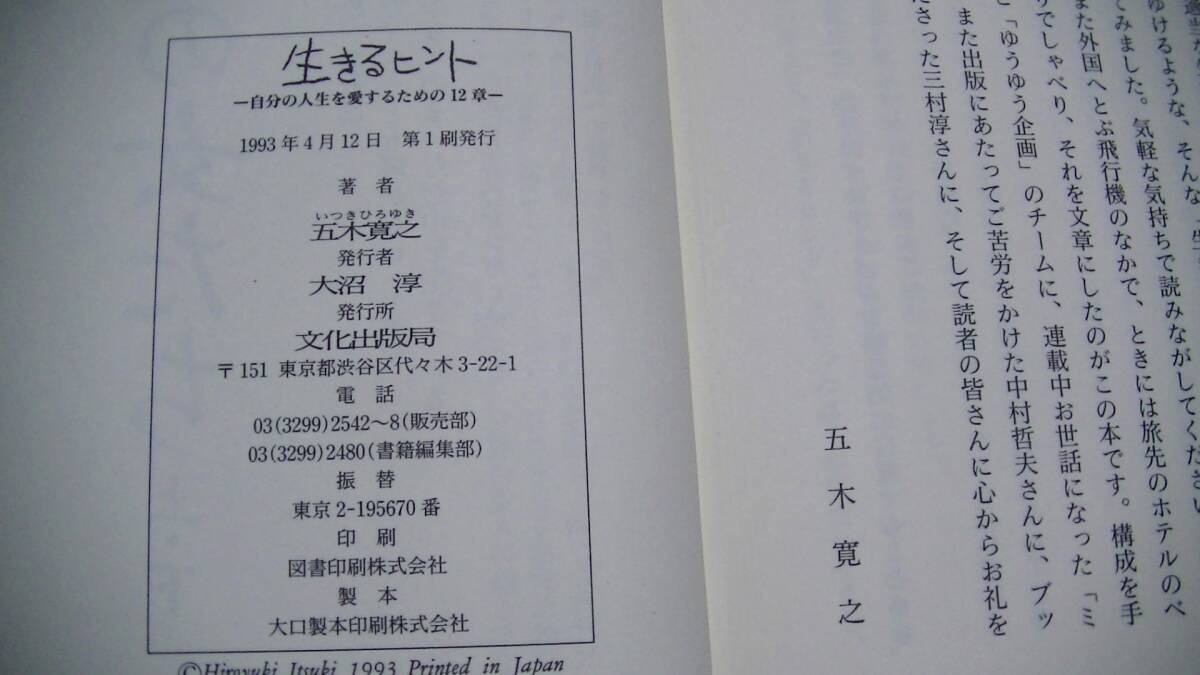 ゆけるような、そんな
てみました。気軽な気持ちで読みながしてください
また外国へとぶ飛行機のなかで、ときには旅先のホテルのベ
りでしゃべり、それを文章にしたのがこの本です。構成を手
と「ゆうゆう企画」のチームに、連載中お世話になった「ミ
また出版にあたってご苦労をかけた中村哲夫さんに、ブッ
ださった三村淳さんに、そして読者の皆さんに心からお礼を
五木寛之
生きるヒント
―自分の人生を愛するための12章―
1993年4月12日 第1刷発行
著者
いつきひろゆき
五木寛之
発行者
大沼 淳
発行所
文化出版局
〒151 東京都渋谷区代々木3-22-1
電話
03(3299)2542〜8(販売部)
03(3299)2480(書籍編集部)
振替
東京2-195670番
印刷
図書印刷株式会社
製本
大口製本印刷株式会社
©Hiroyuki Itsuki 1993 Printed in Japan